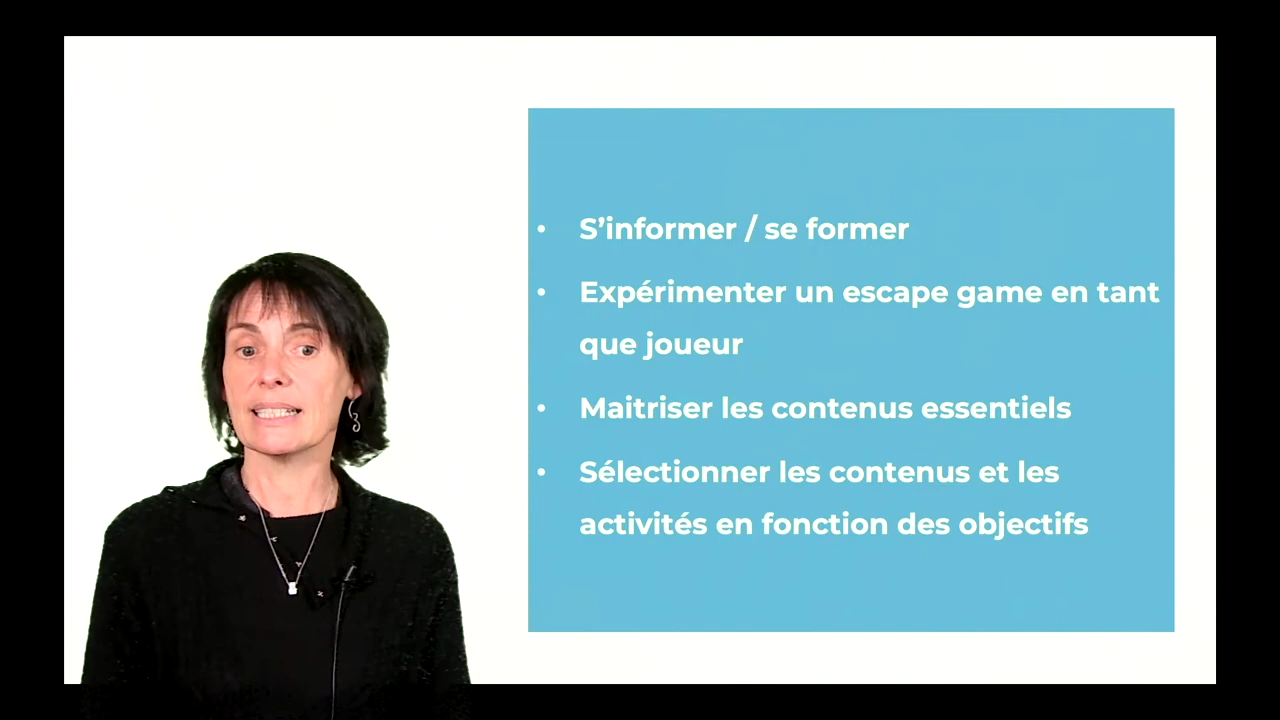 • S’informer / se former
• Expérimenter un escape game en tant
que joueur
• Maitriser les contenus essentiels
• Sélectionner les contenus et les
activités en fonction des objectifs